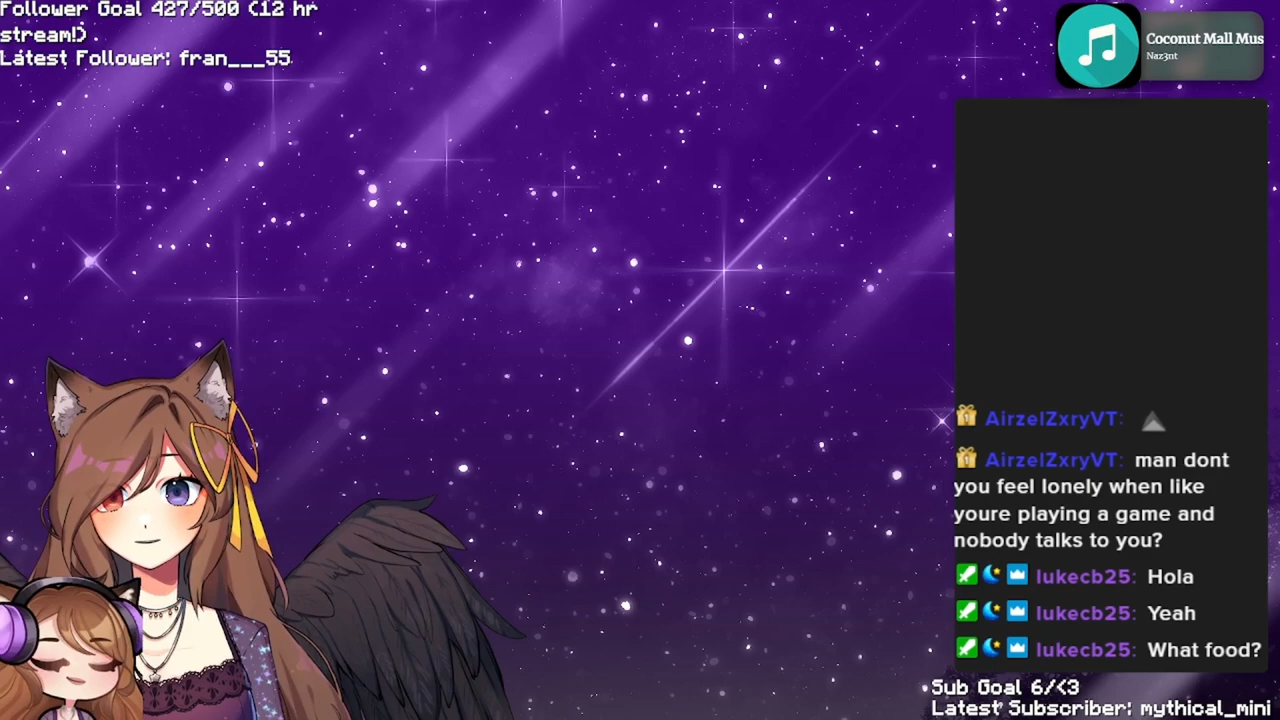 Follower Goal 427/500 (12 hr
stream!) .
Latest Follower: fran___55
Coconut Mall Mus
Naz3nt
AirzelZxryVT:
AirzelZxryVT: man dont
you feel lonely when like
youre playing a game and
nobody talks to you?
lukecb25: Hola
lukecb25: Yeah
lukecb25: What food?
Sub Goal 6/<3
Latest Subscriber: mythical_mini